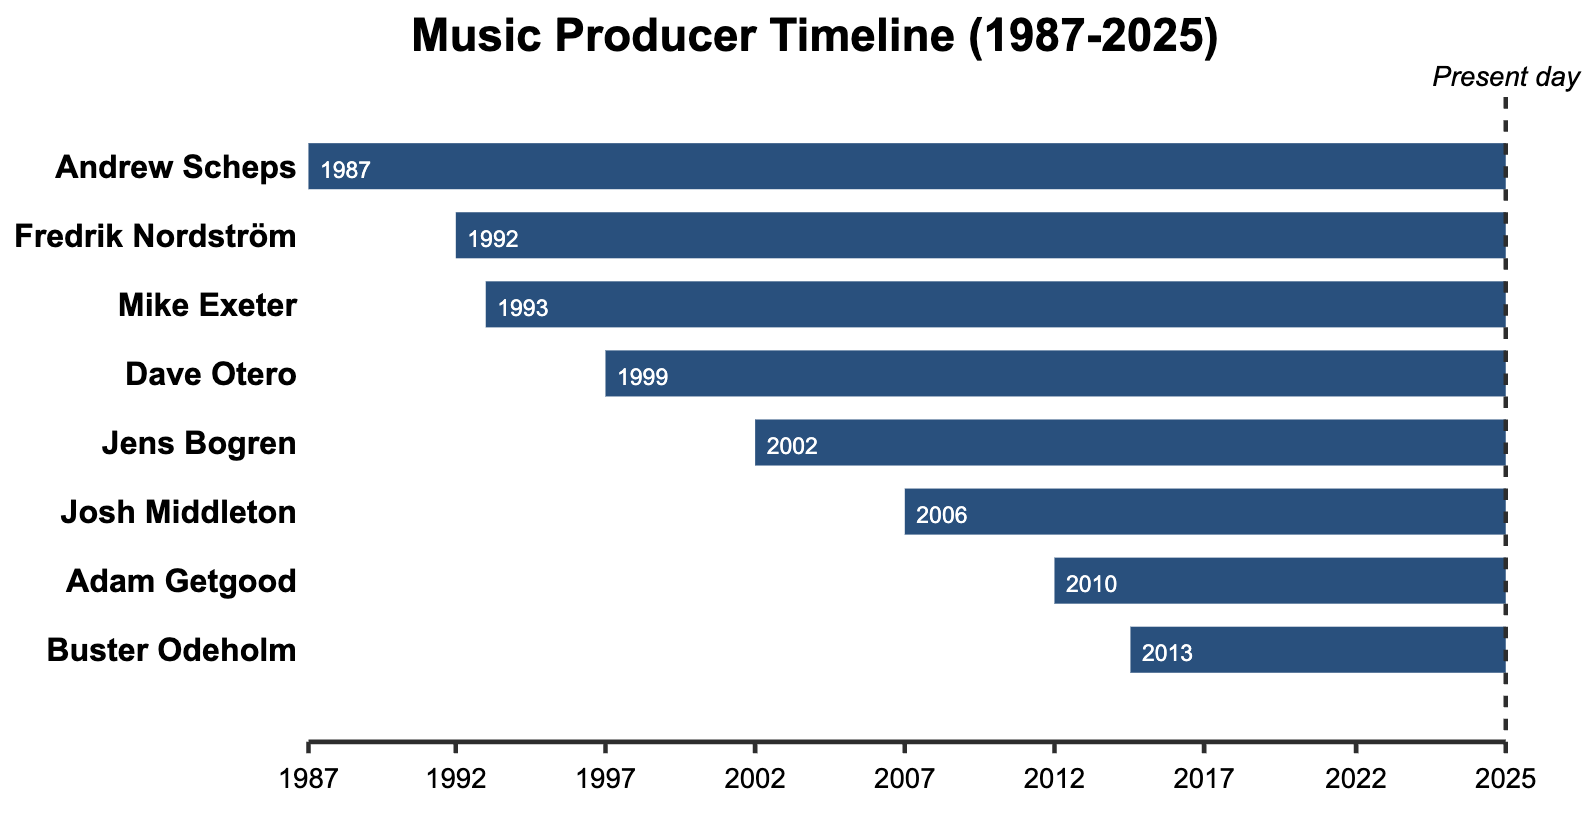 Music Producer Timeline (1987-2025)
Present day
Andrew Scheps 1987
Fredrik Nordström 1992
Mike Exeter 1993
Dave Otero 1999
Jens Bogren 2002
Josh Middleton 2006
Adam Getgood 2010
Buster Odeholm 2013
1987 1992 1997 2002 2007 2012 2017 2022 2025